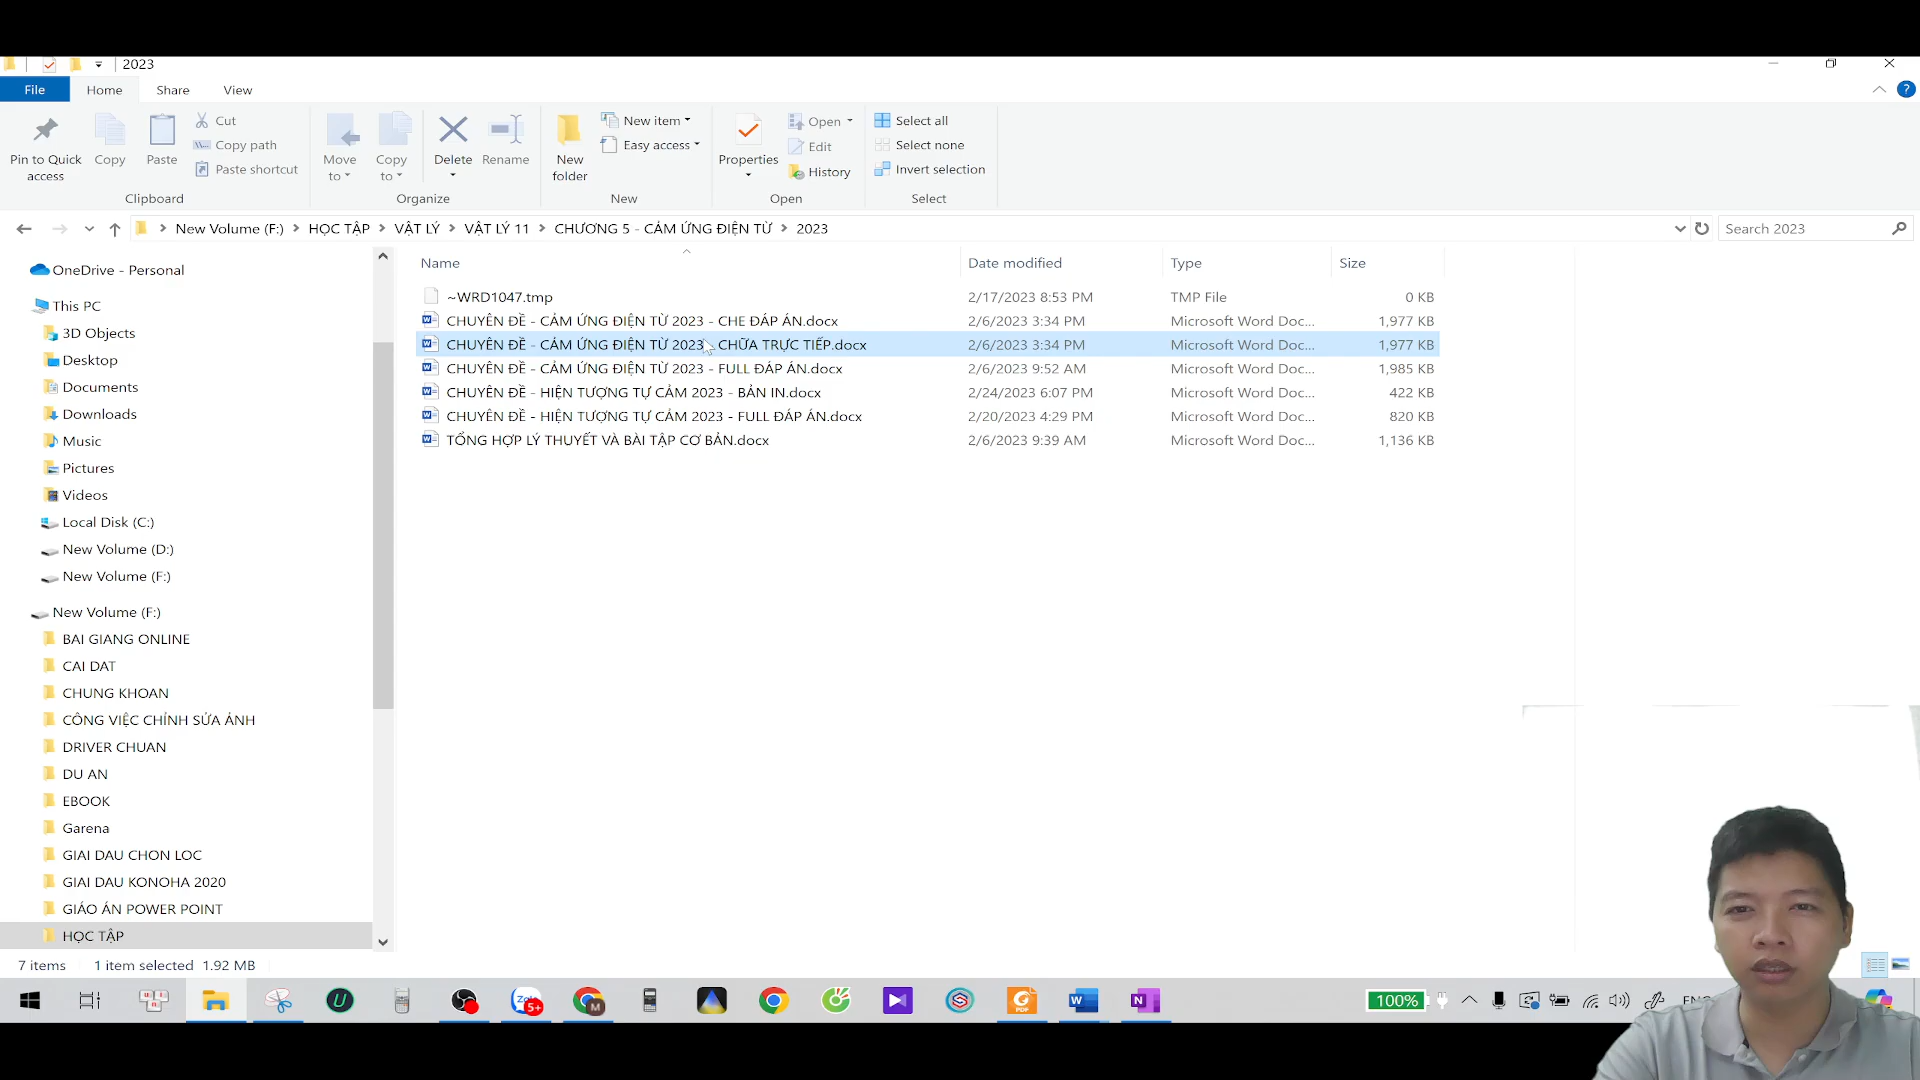 2023
File Home Share View
Pin to Quick access
Copy
Paste
Cut
Copy path
Paste shortcut
Clipboard
Move to
Copy to
Delete
Rename
Organize
New folder
New item
Easy access
New
Properties
Open
Edit
History
Open
Select all
Select none
Invert selection
Select
New Volume (F:) HỌC TẬP VẬT LÝ VẬT LÝ 11 CHƯƠNG 5 - CẢM ỨNG ĐIỆN TỪ 2023
Search 2023
OneDrive - Personal
This PC
3D Objects
Desktop
Documents
Downloads
Music
Pictures
Videos
Local Disk (C:)
New Volume (D:)
New Volume (F:)
New Volume (F:)
BAI GIANG ONLINE
CAI DAT
CHUNG KHOAN
CÔNG VIỆC CHỈNH SỬA ẢNH
DRIVER CHUAN
DU AN
EBOOK
Garena
GIAI DAU CHON LOC
GIAI DAU KONOHA 2020
GIÁO ÁN POWER POINT
HỌC TẬP
Name Date modified Type Size
~WRD1047.tmp 2/17/2023 8:53 PM TMP File 0 KB
CHUYÊN ĐỀ - CẢM ỨNG ĐIỆN TỪ 2023 - CHE ĐÁP ÁN.docx 2/6/2023 3:34 PM Microsoft Word Doc... 1,977 KB
CHUYÊN ĐỀ - CẢM ỨNG ĐIỆN TỪ 2023 - CHỮA TRỰC TIẾP.docx 2/6/2023 3:34 PM Microsoft Word Doc... 1,977 KB
CHUYÊN ĐỀ - CẢM ỨNG ĐIỆN TỪ 2023 - FULL ĐÁP ÁN.docx 2/6/2023 9:52 AM Microsoft Word Doc... 1,985 KB
CHUYÊN ĐỀ - HIỆN TƯỢNG TỰ CẢM 2023 - BẢN IN.docx 2/24/2023 6:07 PM Microsoft Word Doc... 422 KB
CHUYÊN ĐỀ - HIỆN TƯỢNG TỰ CẢM 2023 - FULL ĐÁP ÁN.docx 2/20/2023 4:29 PM Microsoft Word Doc... 820 KB
TỔNG HỢP LÝ THUYẾT VÀ BÀI TẬP CƠ BẢN.docx 2/6/2023 9:39 AM Microsoft Word Doc... 1,136 KB
7 items 1 item selected 1.92 MB
100%